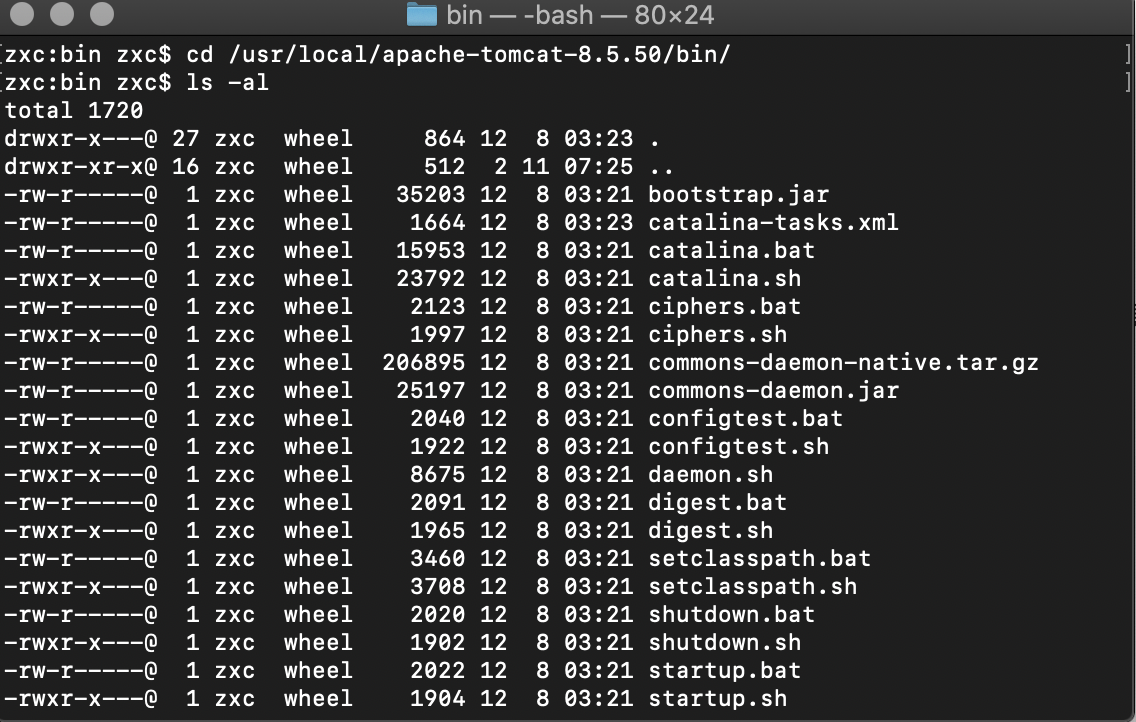 bin — -bash — 80×24
[zxc:bin zxc$ cd /usr/local/apache-tomcat-8.5.50/bin/ ]
[zxc:bin zxc$ ls -al ]
total 1720
drwxr-x---@ 27 zxc  wheel     864 12  8 03:23 .
drwxr-xr-x@ 16 zxc  wheel     512  2 11 07:25 ..
-rw-r-----@  1 zxc  wheel   35203 12  8 03:21 bootstrap.jar
-rw-r-----@  1 zxc  wheel    1664 12  8 03:23 catalina-tasks.xml
-rw-r-----@  1 zxc  wheel   15953 12  8 03:21 catalina.bat
-rwxr-x---@  1 zxc  wheel   23792 12  8 03:21 catalina.sh
-rw-r-----@  1 zxc  wheel    2123 12  8 03:21 ciphers.bat
-rwxr-x---@  1 zxc  wheel    1997 12  8 03:21 ciphers.sh
-rw-r-----@  1 zxc  wheel  206895 12  8 03:21 commons-daemon-native.tar.gz
-rw-r-----@  1 zxc  wheel   25197 12  8 03:21 commons-daemon.jar
-rw-r-----@  1 zxc  wheel    2040 12  8 03:21 configtest.bat
-rwxr-x---@  1 zxc  wheel    1922 12  8 03:21 configtest.sh
-rwxr-x---@  1 zxc  wheel    8675 12  8 03:21 daemon.sh
-rw-r-----@  1 zxc  wheel    2091 12  8 03:21 digest.bat
-rwxr-x---@  1 zxc  wheel    1965 12  8 03:21 digest.sh
-rw-r-----@  1 zxc  wheel    3460 12  8 03:21 setclasspath.bat
-rwxr-x---@  1 zxc  wheel    3708 12  8 03:21 setclasspath.sh
-rw-r-----@  1 zxc  wheel    2020 12  8 03:21 shutdown.bat
-rwxr-x---@  1 zxc  wheel    1902 12  8 03:21 shutdown.sh
-rw-r-----@  1 zxc  wheel    2022 12  8 03:21 startup.bat
-rwxr-x---@  1 zxc  wheel    1904 12  8 03:21 startup.sh